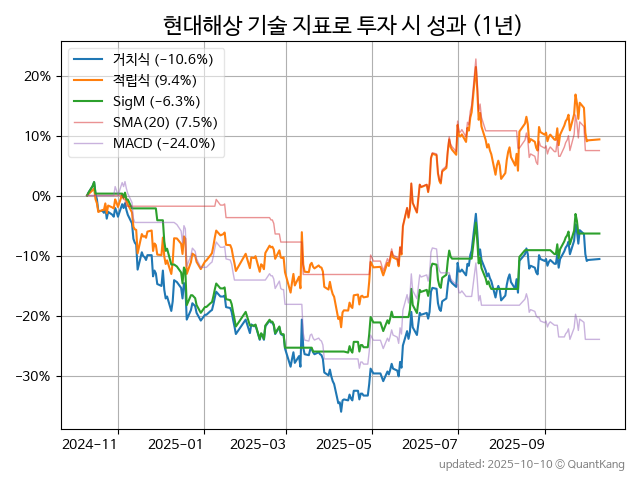 현대해상 기술 지표로 투자 시 성과 (1년)
거치식 (−10.6%)
적립식 (9.4%)
SigM (−6.3%)
SMA(20) (7.5%)
MACD (−24.0%)
20%
10%
0%
−10%
−20%
−30%
2024-11 2025-01 2025-03 2025-05 2025-07 2025-09
updated: 2025-10-10 © QuantKang